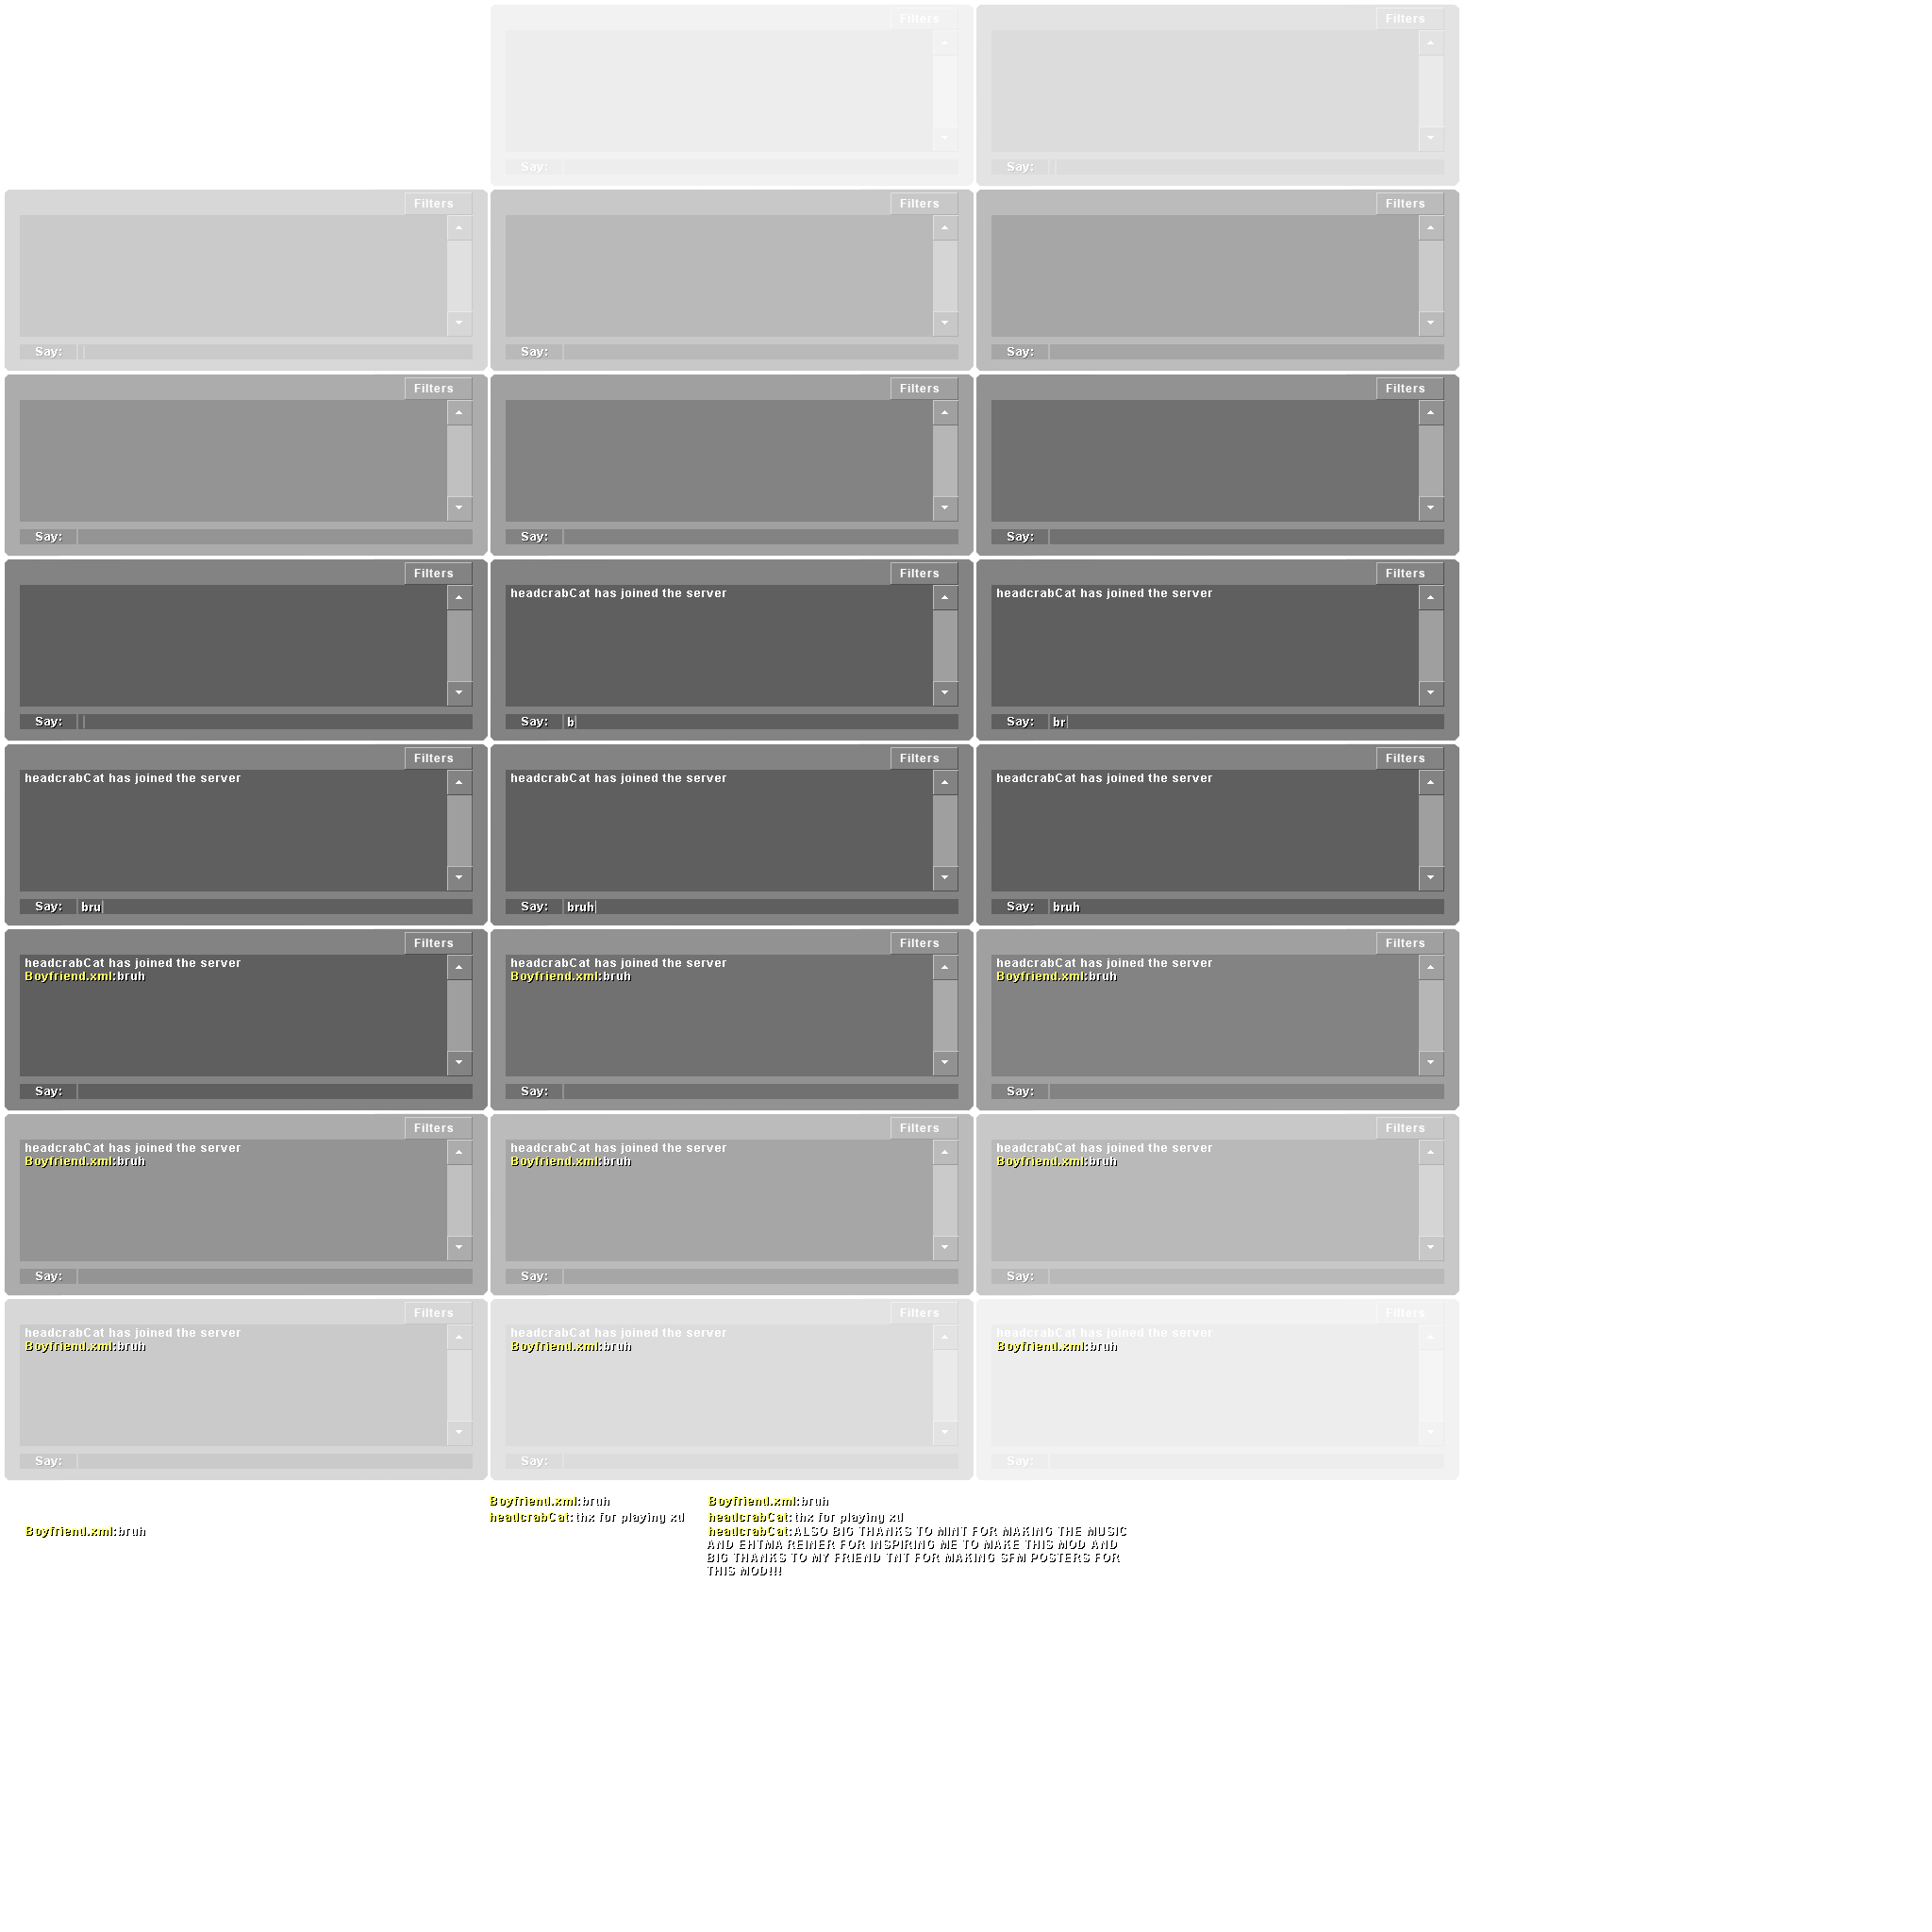 Filters
Say:
Filters
Say:
Filters
Say:
Filters
Say:
Filters
Say:
Filters
Say:
Filters
Say:
Filters
Say:
Filters
Say:
Filters
headcrabCat has joined the server
Say: b
Filters
headcrabCat has joined the server
Say: br
Filters
headcrabCat has joined the server
Say: bru
Filters
headcrabCat has joined the server
Say: bruh
Filters
headcrabCat has joined the server
Say: bruh
Filters
headcrabCat has joined the server
Boyfriend.xml:bruh
Say:
Filters
headcrabCat has joined the server
Boyfriend.xml:bruh
Say:
Filters
headcrabCat has joined the server
Boyfriend.xml:bruh
Say:
Filters
headcrabCat has joined the server
Boyfriend.xml:bruh
Say:
Filters
headcrabCat has joined the server
Boyfriend.xml:bruh
Say:
Filters
headcrabCat has joined the server
Boyfriend.xml:bruh
Say:
Filters
headcrabCat has joined the server
Boyfriend.xml:bruh
Say:
Filters
headcrabCat has joined the server
Boyfriend.xml:bruh
Say:
Filters
headcrabCat has joined the server
Boyfriend.xml:bruh
Say:
Boyfriend.xml:bruh
Boyfriend.xml:bruh
headcrabCat:thx for playing xd
Boyfriend.xml:bruh
headcrabCat:thx for playing xd
headcrabCat:ALSO BIG THANKS TO MINT FOR MAKING THE MUSIC
AND EHTMA REINER FOR INSPIRING ME TO MAKE THIS MOD AND
BIG THANKS TO MY FRIEND TNT FOR MAKING SFM POSTERS FOR
THIS MOD!!!